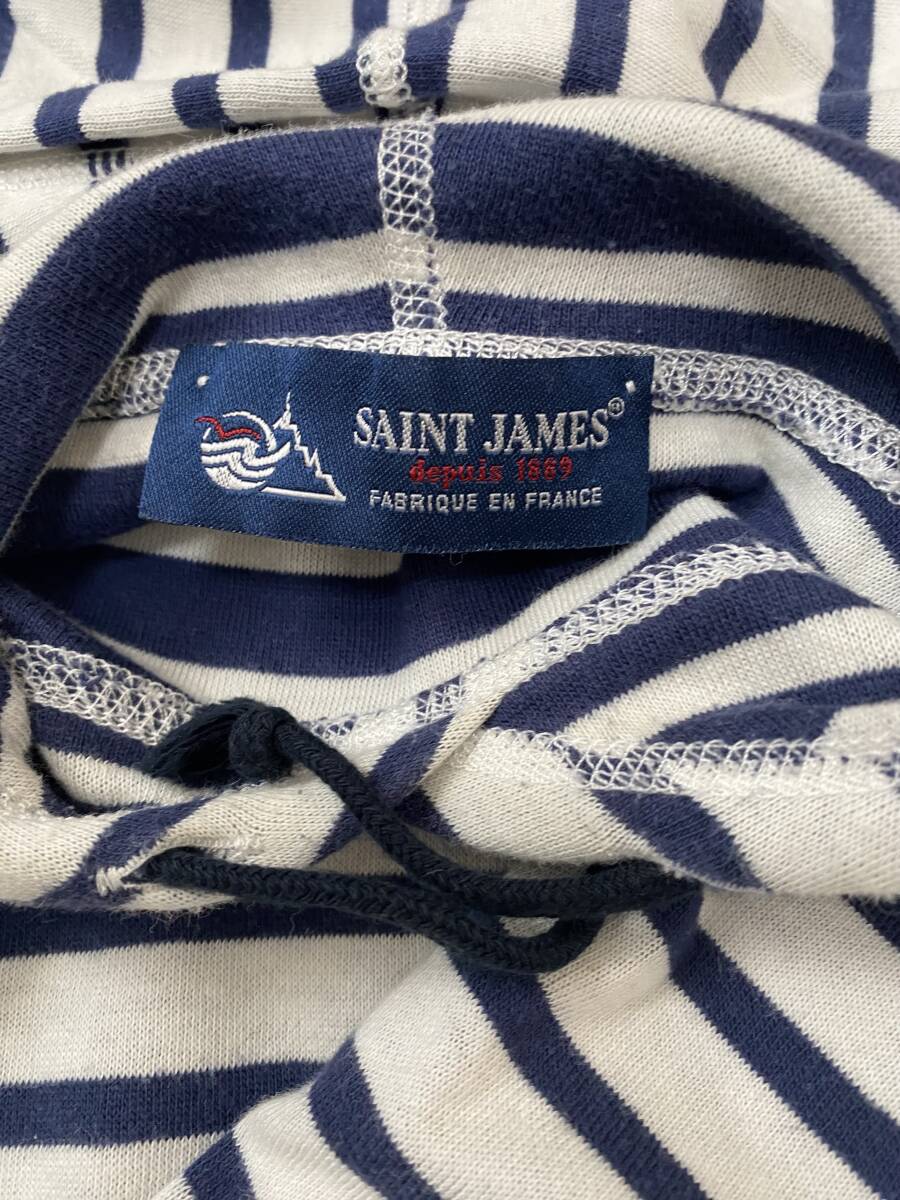 SAINT JAMES®
depuis 1889
FABRIQUE EN FRANCE